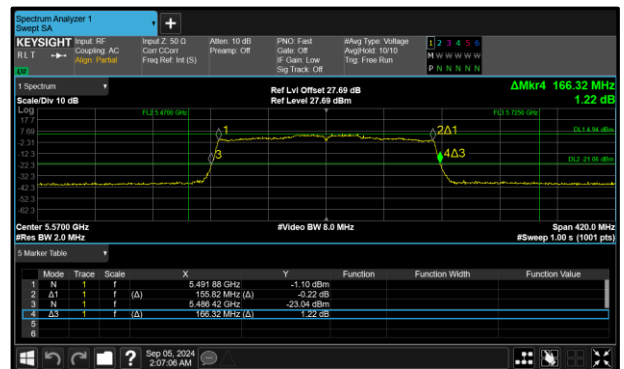 Spectrum Analyzer 1
Swept SA
KEYSIGHT Input: RF Input Z: 50 Ω Atten: 10 dB PNO: Fast #Avg Type: Voltage 1 2 3 4 5 6
RLT Coupling: AC Corr CCorr Preamp: Off Gate: Off Avg|Hold: 10/10 M W W W W W
Align: Partial Freq Ref: Int (S) IF Gain: Low Trig: Free Run
Sig Track: Off P N N N N N
LW
1 Spectrum Ref Lvl Offset 27.69 dB ΔMkr4 166.32 MHz
Scale/Div 10 dB Ref Level 27.69 dBm 1.22 dB
Log
17.7 FL2 5.4700 GHz FL3 5.7250 GHz
7.69 1 2Δ1 DL1 4.94 dBm
-2.31
-12.3 3 4Δ3
-22.3 DL2 -21.06 dBm
-32.3
-42.3
-52.3
-62.3
Center 5.5700 GHz #Video BW 8.0 MHz Span 420.0 MHz
#Res BW 2.0 MHz #Sweep 1.00 s (1001 pts)
5 Marker Table
Mode Trace Scale X Y Function Function Width Function Value
1 N 1 f 5.491 88 GHz -1.10 dBm
2 Δ1 1 f (Δ) 155.82 MHz (Δ) -0.22 dB
3 N 1 f 5.486 42 GHz -23.04 dBm
4 Δ3 1 f (Δ) 166.32 MHz (Δ) 1.22 dB
5
6
? Sep 05, 2024
2:07:06 AM